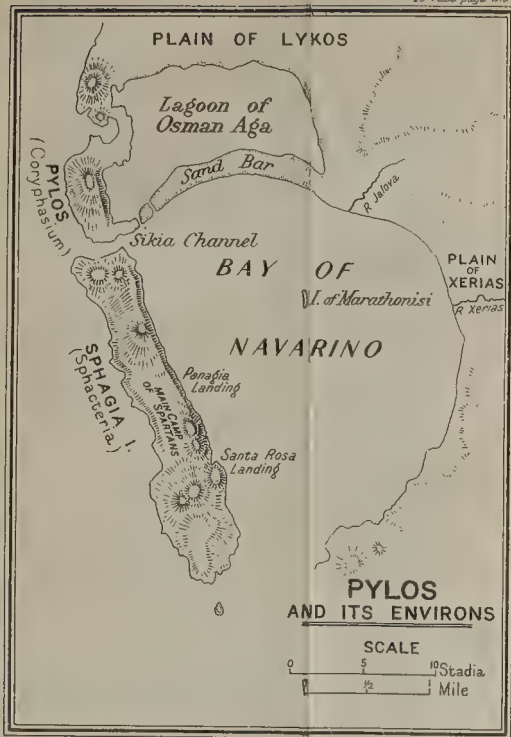 PLAIN OF LYKOS
Lagoon of
Osman Aga
Sand Bar
PYLOS
(Coryphasium)
R Jalova
Sikia Channel
BAY OF
PLAIN
OF
XERIAS
R Xerias
I. of Marathonisi
NAVARINO
SPHAGIA I.
(Sphacteria)
Panagia
Landing
MAIN CAMP
OF SPARTANS
Santa Rosa
Landing
PYLOS
AND ITS ENVIRONS
SCALE
0 5 10 Stadia
½ 1 Mile